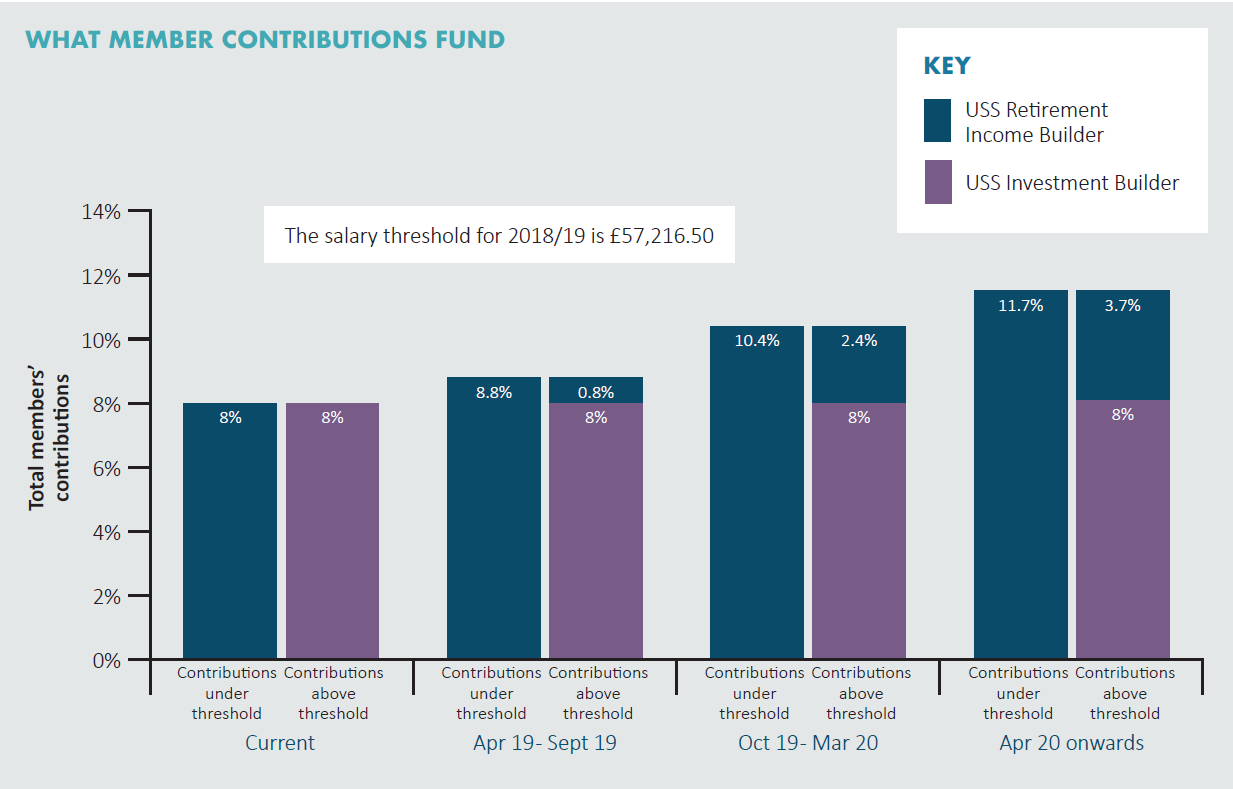 WHAT MEMBER CONTRIBUTIONS FUND
KEY
USS Retirement
Income Builder
USS Investment Builder
The salary threshold for 2018/19 is £57,216.50
Total members’
contributions
14%
12%
10%
8%
6%
4%
2%
0%
8%
8%
8.8%
0.8%
8%
10.4%
2.4%
8%
11.7%
3.7%
8%
Contributions
under
threshold
Contributions
above
threshold
Contributions
under
threshold
Contributions
above
threshold
Contributions
under
threshold
Contributions
above
threshold
Contributions
under
threshold
Contributions
above
threshold
Current
Apr 19- Sept 19
Oct 19- Mar 20
Apr 20 onwards